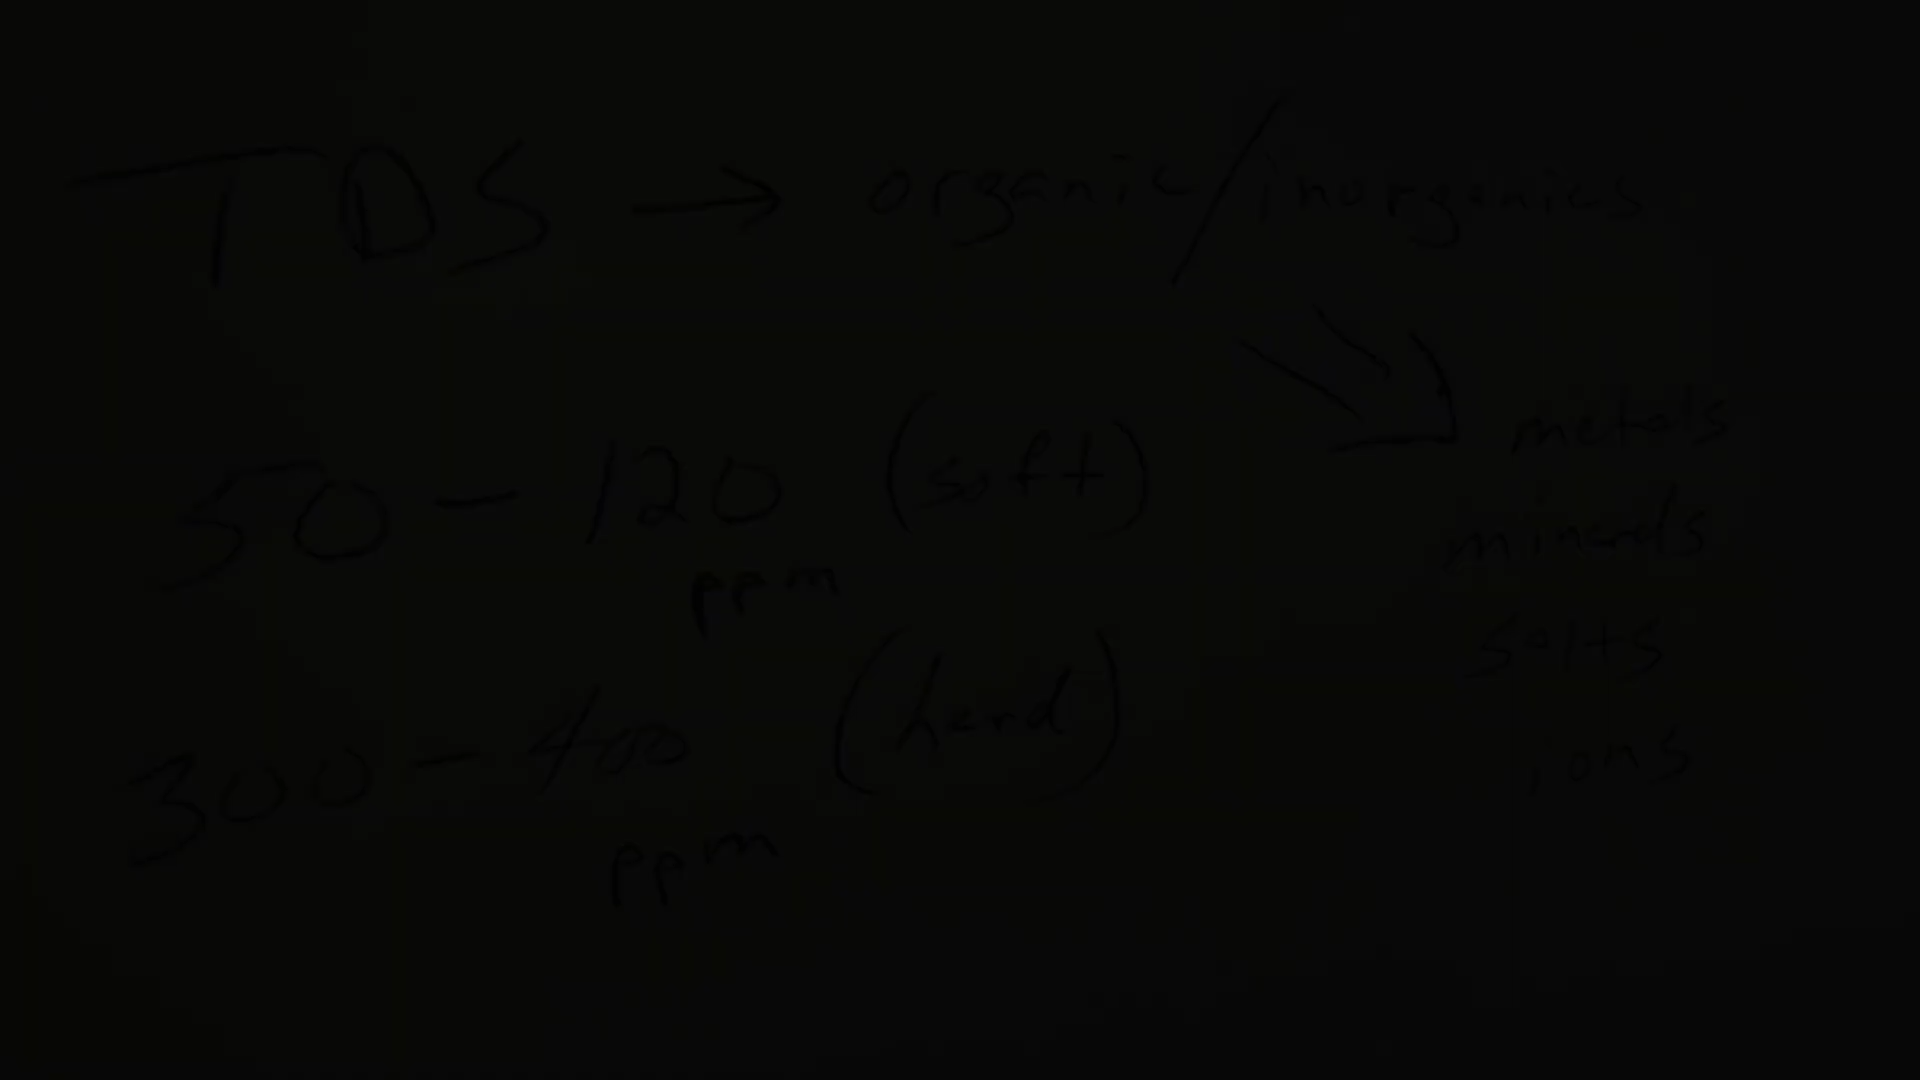 TDS → organic/inorganics
50 - 120 (soft)
ppm
300 - 400 (hard)
ppm
metals
minerals
salts
ions